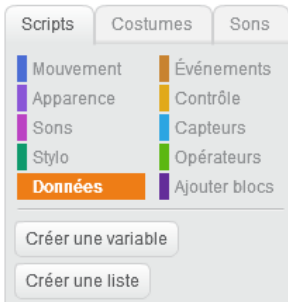 Scripts Costumes Sons
Mouvement Événements
Apparence Contrôle
Sons Capteurs
Stylo Opérateurs
Données Ajouter blocs
Créer une variable
Créer une liste